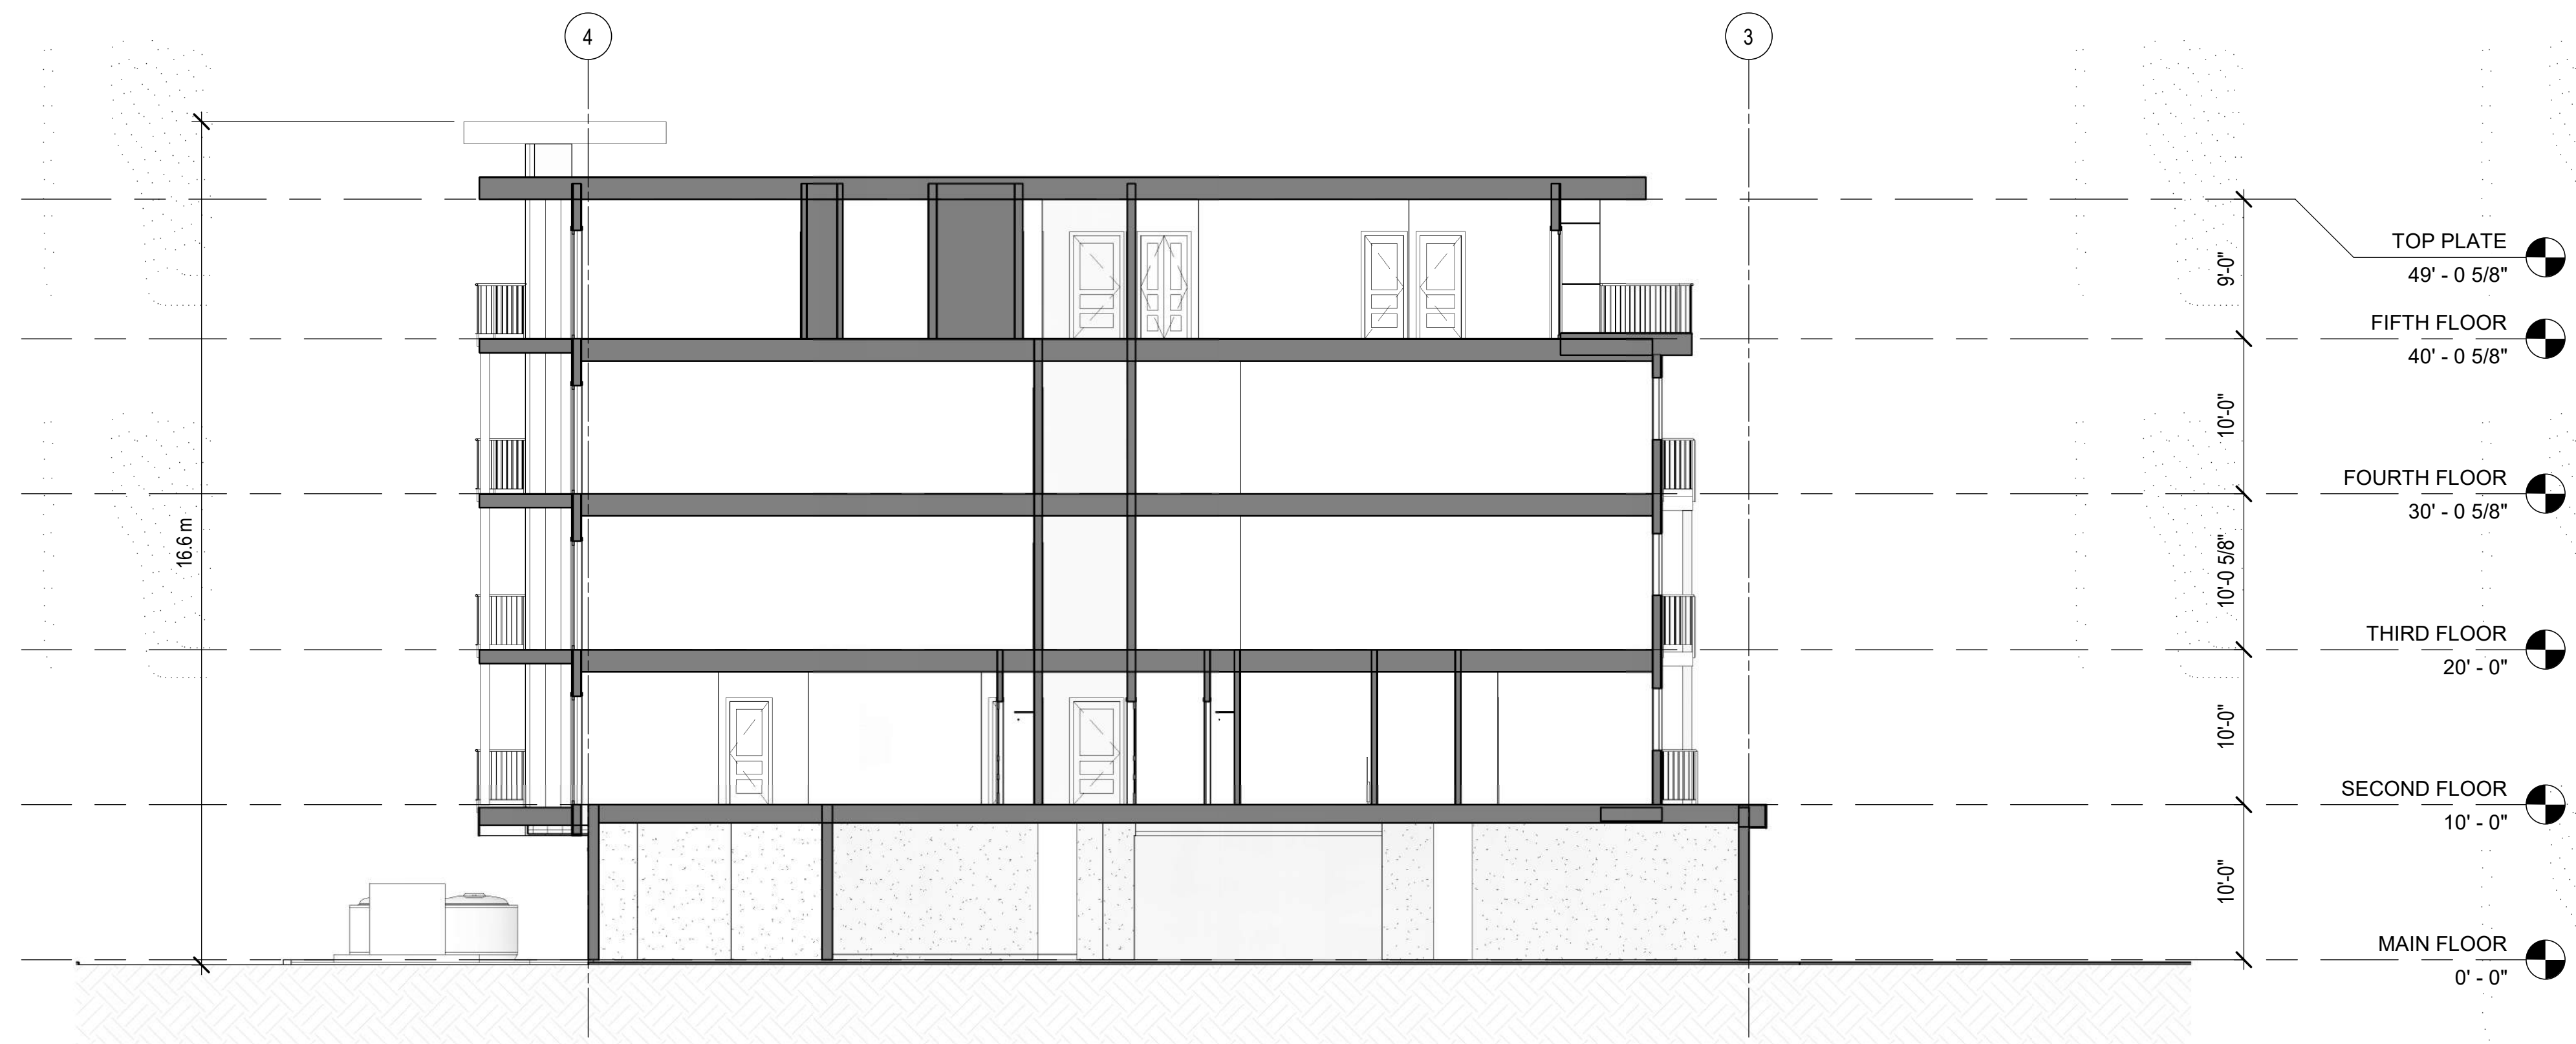 4
3
16.6 m
9'-0"
10'-0"
10'-0 5/8"
10'-0"
10'-0"
TOP PLATE
49' - 0 5/8"
FIFTH FLOOR
40' - 0 5/8"
FOURTH FLOOR
30' - 0 5/8"
THIRD FLOOR
20' - 0"
SECOND FLOOR
10' - 0"
MAIN FLOOR
0' - 0"